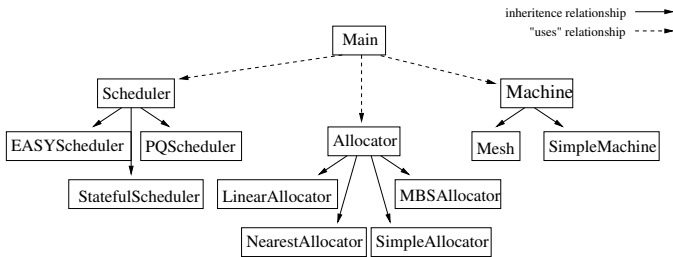 inheritence relationship
"uses" relationship
Main
Scheduler
Machine
EASYScheduler
PQScheduler
Allocator
Mesh
SimpleMachine
StatefulScheduler
LinearAllocator
MBSAllocator
NearestAllocator
SimpleAllocator